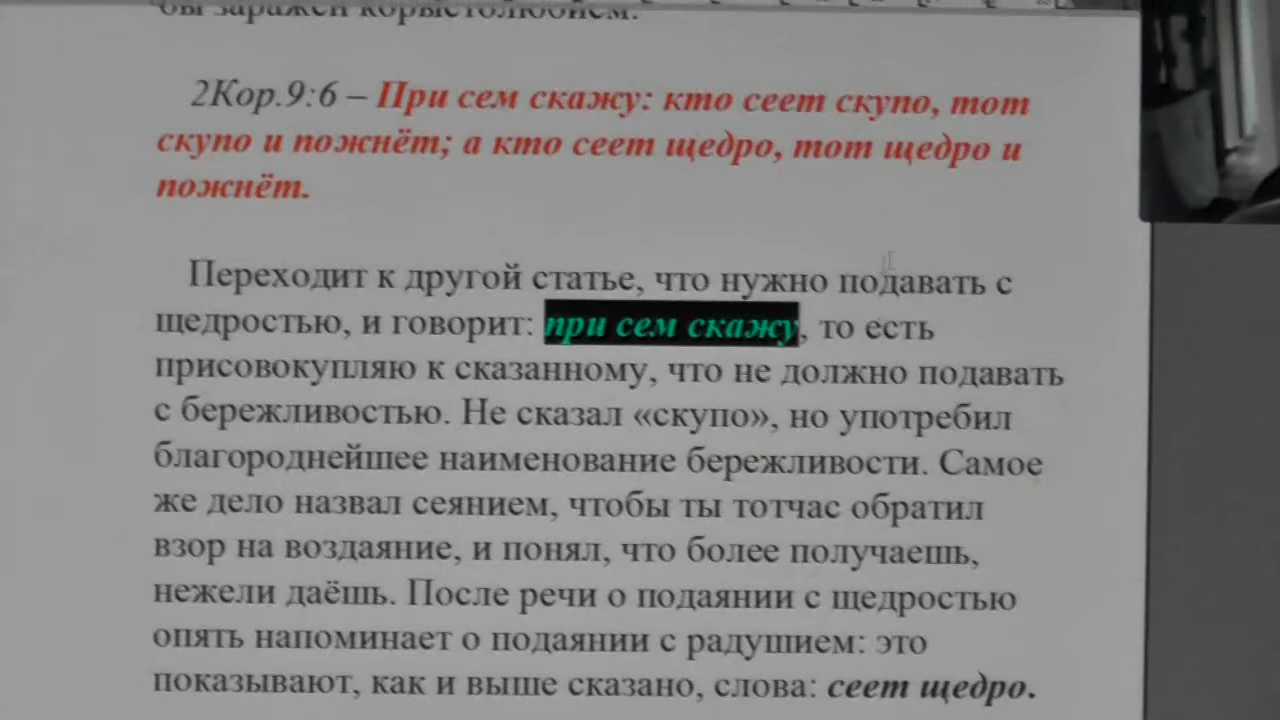 бы заражен корыстолюбием.
2Кор.9:6 – При сем скажу: кто сеет скупо, тот
скупо и пожнёт; а кто сеет щедро, тот щедро и
пожнёт.
Переходит к другой статье, что нужно подавать с
щедростью, и говорит: при сем скажу, то есть
присовокупляю к сказанному, что не должно подавать
с бережливостью. Не сказал «скупо», но употребил
благороднейшее наименование бережливости. Самое
же дело назвал сеянием, чтобы ты тотчас обратил
взор на воздаяние, и понял, что более получаешь,
нежели даёшь. После речи о подаянии с щедростью
опять напоминает о подаянии с радушием: это
показывают, как и выше сказано, слова: сеет щедро.